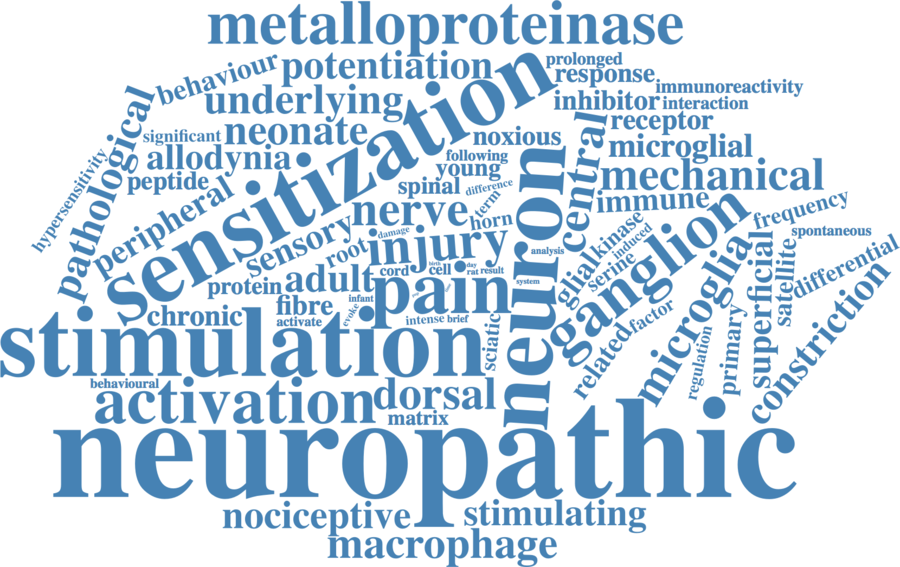 metalloproteinase
prolonged
behaviour
potentiation
response
immunoreactivity
underlying
sensitization
inhibitor
interaction
pathological
significant
neonate
noxious
central
receptor
allodynia
following
microglial
hypersensitivity
peptide
young
mechanical
peripheral
spinal
difference
immune
sensory
nerve
term
horn
neuron
kinase
ganglion
frequency
root
damage
injury
analysis
glial
induced
spontaneous
protein
adult
cord
birth
cell
day
rat
result
serine
microglia
superficial
satellite
differential
pain
system
chronic
fibre
infant
evoke
activate
intense
brief
sciatic
related
factor
regulation
primary
constriction
stimulation
behavioural
activation
dorsal
matrix
neuropathic
nociceptive
stimulating
macrophage